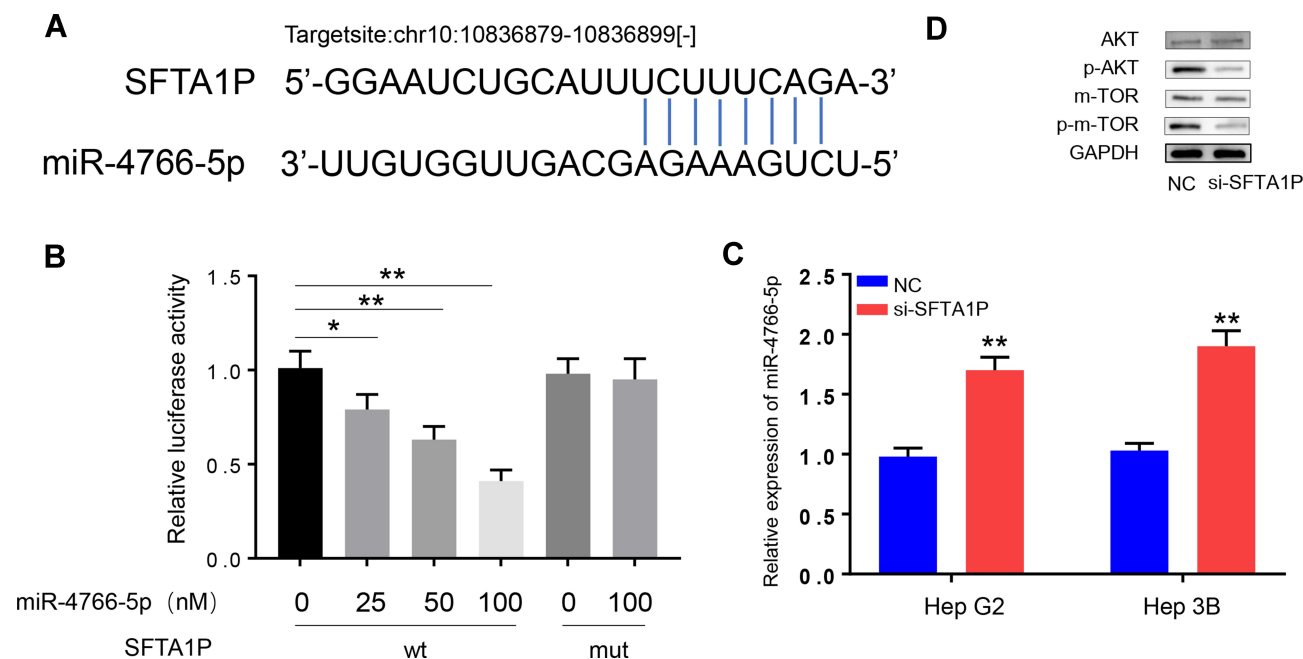 A
Targetsite:chr10:10836879-10836899[-]
SFTA1P 5’-GGAAUCUGCAUUUCUUUCAGA-3’
miR-4766-5p 3’-UUGUGGUUGACGAGAAAGUCU-5’
D
AKT
p-AKT
m-TOR
p-m-TOR
GAPDH
NC si-SFTA1P
B
Relative luciferase activity
1.5
1.0
0.5
0.0
**
**
*
miR-4766-5p（nM） 0 25 50 100 0 100
SFTA1P wt mut
C
Relative expression of miR-4766-5p
2.5
2.0
1.5
1.0
0.5
0.0
NC
si-SFTA1P
**
**
Hep G2 Hep 3B